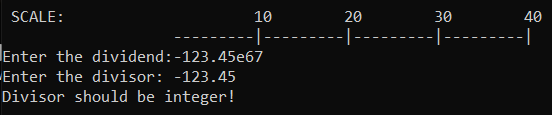 SCALE: 10 20 30 40
---------|---------|---------|---------|
Enter the dividend:-123.45e67
Enter the divisor: -123.45
Divisor should be integer!